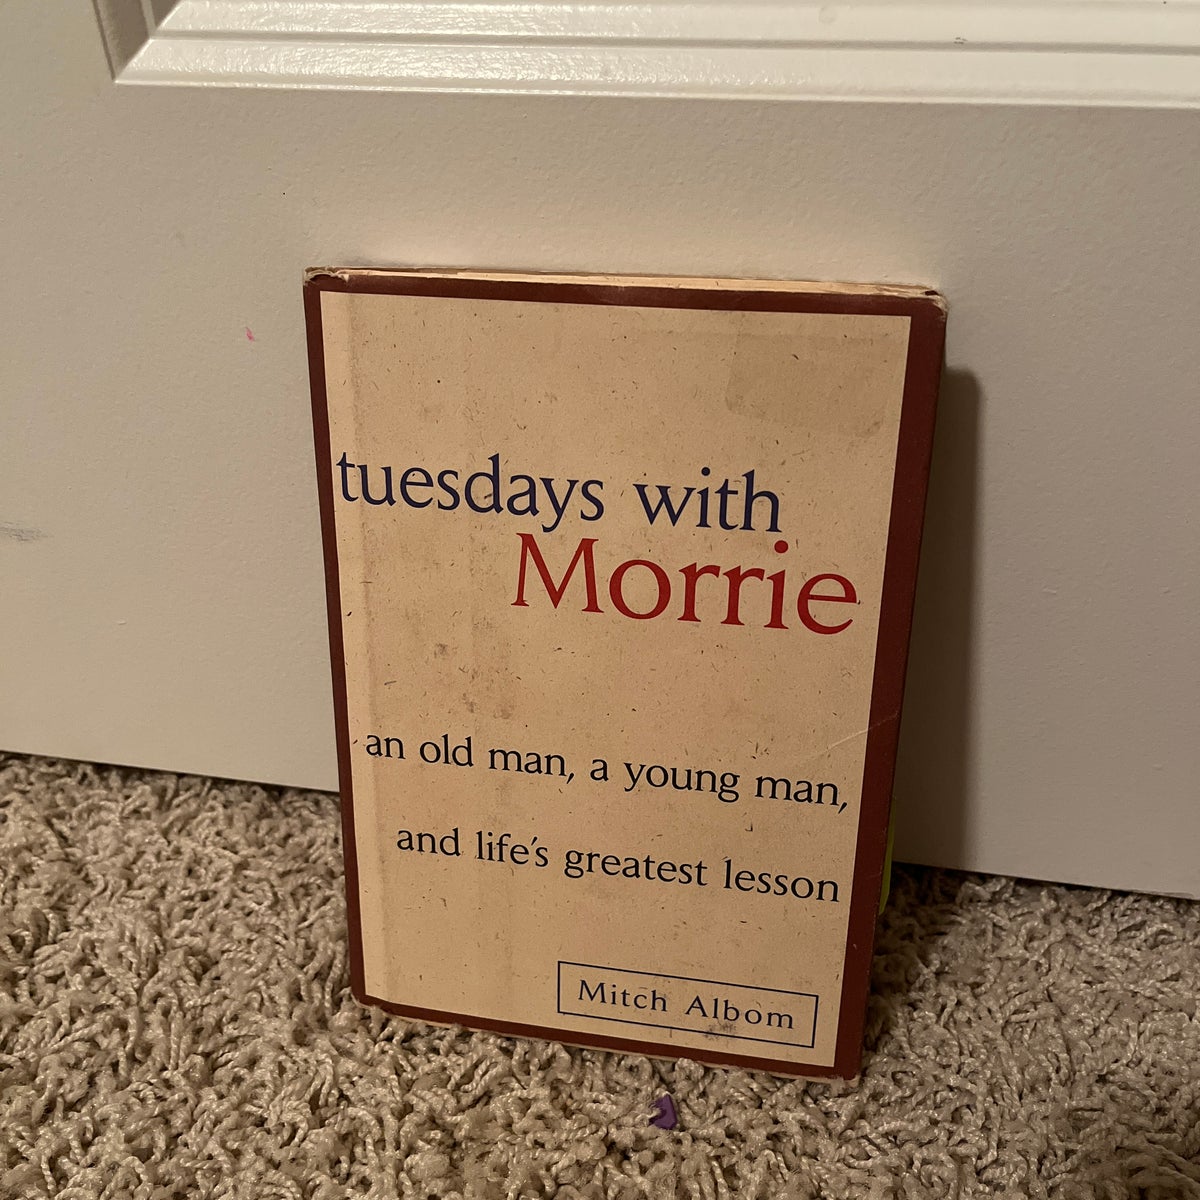 tuesdays with
Morrie
an old man, a young man,
and life's greatest lesson
Mitch Albom